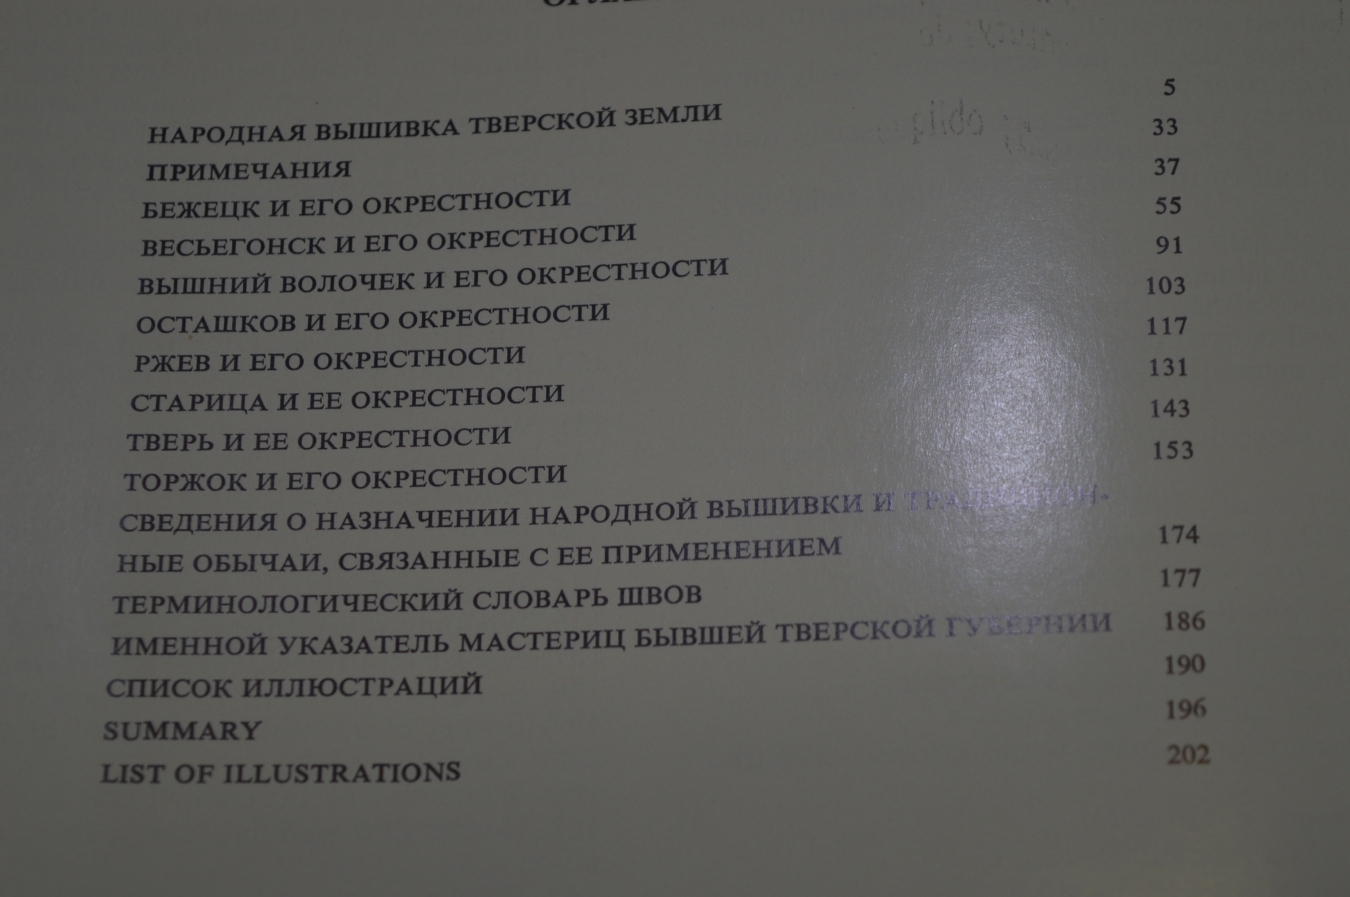 НАРОДНАЯ ВЫШИВКА ТВЕРСКОЙ ЗЕМЛИ 5
ПРИМЕЧАНИЯ 33
БЕЖЕЦК И ЕГО ОКРЕСТНОСТИ 37
ВЕСЬЕГОНСК И ЕГО ОКРЕСТНОСТИ 55
ВЫШНИЙ ВОЛОЧЕК И ЕГО ОКРЕСТНОСТИ 91
ОСТАШКОВ И ЕГО ОКРЕСТНОСТИ 103
РЖЕВ И ЕГО ОКРЕСТНОСТИ 117
СТАРИЦА И ЕЕ ОКРЕСТНОСТИ 131
ТВЕРЬ И ЕЕ ОКРЕСТНОСТИ 143
ТОРЖОК И ЕГО ОКРЕСТНОСТИ 153
СВЕДЕНИЯ О НАЗНАЧЕНИИ НАРОДНОЙ ВЫШИВКИ И ТРАДИЦИОН-
НЫЕ ОБЫЧАИ, СВЯЗАННЫЕ С ЕЕ ПРИМЕНЕНИЕМ 174
ТЕРМИНОЛОГИЧЕСКИЙ СЛОВАРЬ ШВОВ 177
ИМЕННОЙ УКАЗАТЕЛЬ МАСТЕРИЦ БЫВШЕЙ ТВЕРСКОЙ ГУБЕРНИИ 186
СПИСОК ИЛЛЮСТРАЦИЙ 190
SUMMARY 196
LIST OF ILLUSTRATIONS 202